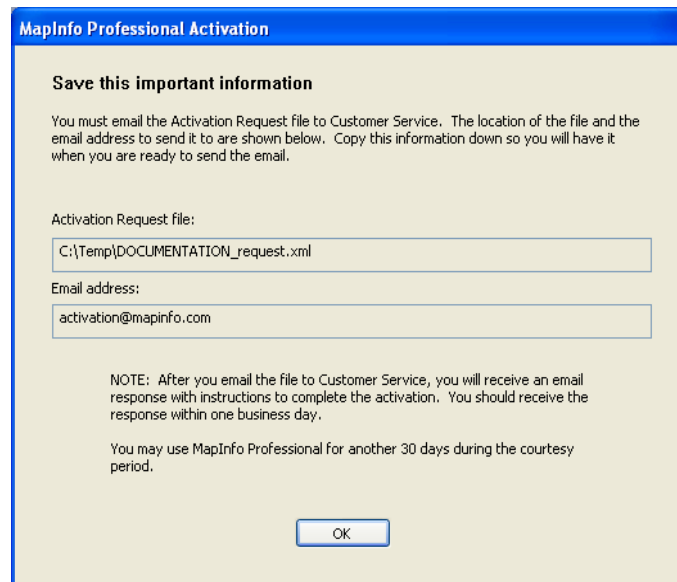 MapInfo Professional Activation
Save this important information
You must email the Activation Request file to Customer Service. The location of the file and the
email address to send it to are shown below. Copy this information down so you will have it
when you are ready to send the email.
Activation Request file:
C:\Temp\DOCUMENTATION_request.xml
Email address:
activation@mapinfo.com
NOTE: After you email the file to Customer Service, you will receive an email
response with instructions to complete the activation. You should receive the
response within one business day.
You may use MapInfo Professional for another 30 days during the courtesy
period.
OK